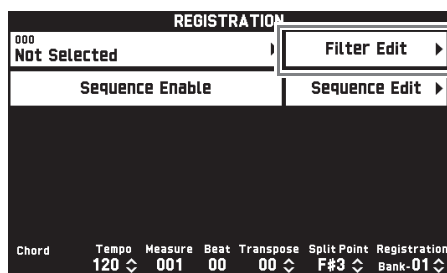 REGISTRATION
000
Not Selected
Filter Edit
Sequence Enable
Sequence Edit
Chord Tempo Measure Beat Transpose Split Point Registration
120 001 00 00 F#3 Bank-01